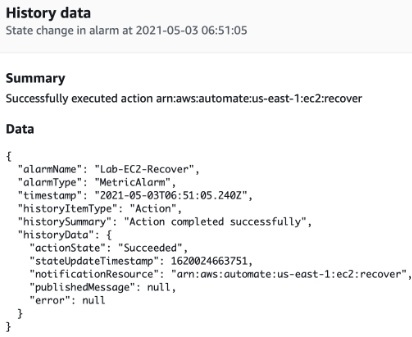 History data
State change in alarm at 2021-05-03 06:51:05
Summary
Successfully executed action arn:aws:automate:us-east-1:ec2:recover
Data
{
"alarmName": "Lab-EC2-Recover",
"alarmType": "MetricAlarm",
"timestamp": "2021-05-03T06:51:05.240Z",
"historyItemType": "Action",
"historySummary": "Action completed successfully",
"historyData": {
"actionState": "Succeeded",
"stateUpdateTimestamp": 1620024663751,
"notificationResource": "arn:aws:automate:us-east-1:ec2:recover",
"publishedMessage": null,
"error": null
}
}